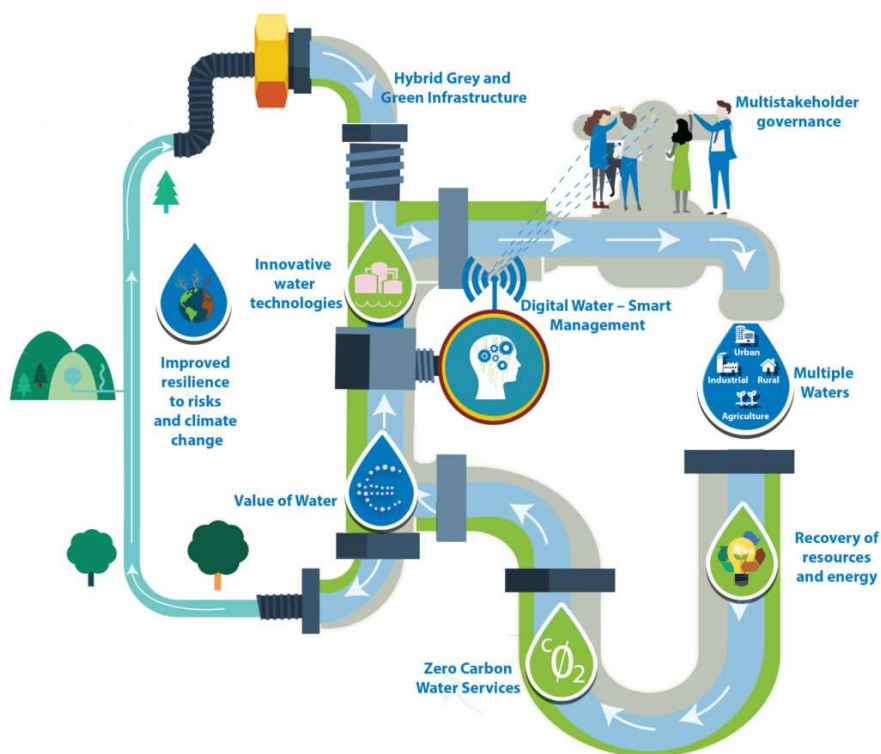 Hybrid Grey and
Green Infrastructure
Multistakeholder
governance
Innovative
water
technologies
Digital Water – Smart
Management
Improved
resilience
to risks
and climate
change
Urban
Industrial
Rural
Agriculture
Multiple
Waters
Value of Water
Recovery of
resources
and energy
Zero Carbon
Water Services
CO2